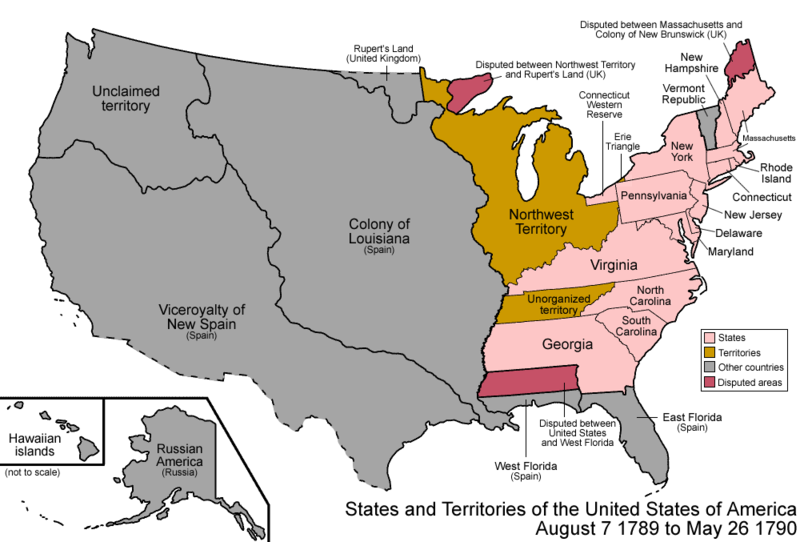 Disputed between Massachusetts and
Colony of New Brunswick (UK)
Rupert's Land
(United Kingdom)
Disputed between Northwest Territory
and Rupert's Land (UK)
New
Hampshire
Vermont
Republic
Unclaimed
territory
Connecticut
Western
Reserve
Erie
Triangle
Massachusetts
New
York
Rhode
Island
Connecticut
Pennsylvania
New Jersey
Northwest
Territory
Delaware
Maryland
Colony of
Louisiana
(Spain)
Virginia
Unorganized
territory
North
Carolina
Viceroyalty of
New Spain
(Spain)
South
Carolina
Georgia
States
Territories
Other countries
Disputed areas
Disputed between
United States
and West Florida
East Florida
(Spain)
West Florida
(Spain)
Hawaiian
islands
(not to scale)
Russian
America
(Russia)
States and Territories of the United States of America
August 7 1789 to May 26 1790